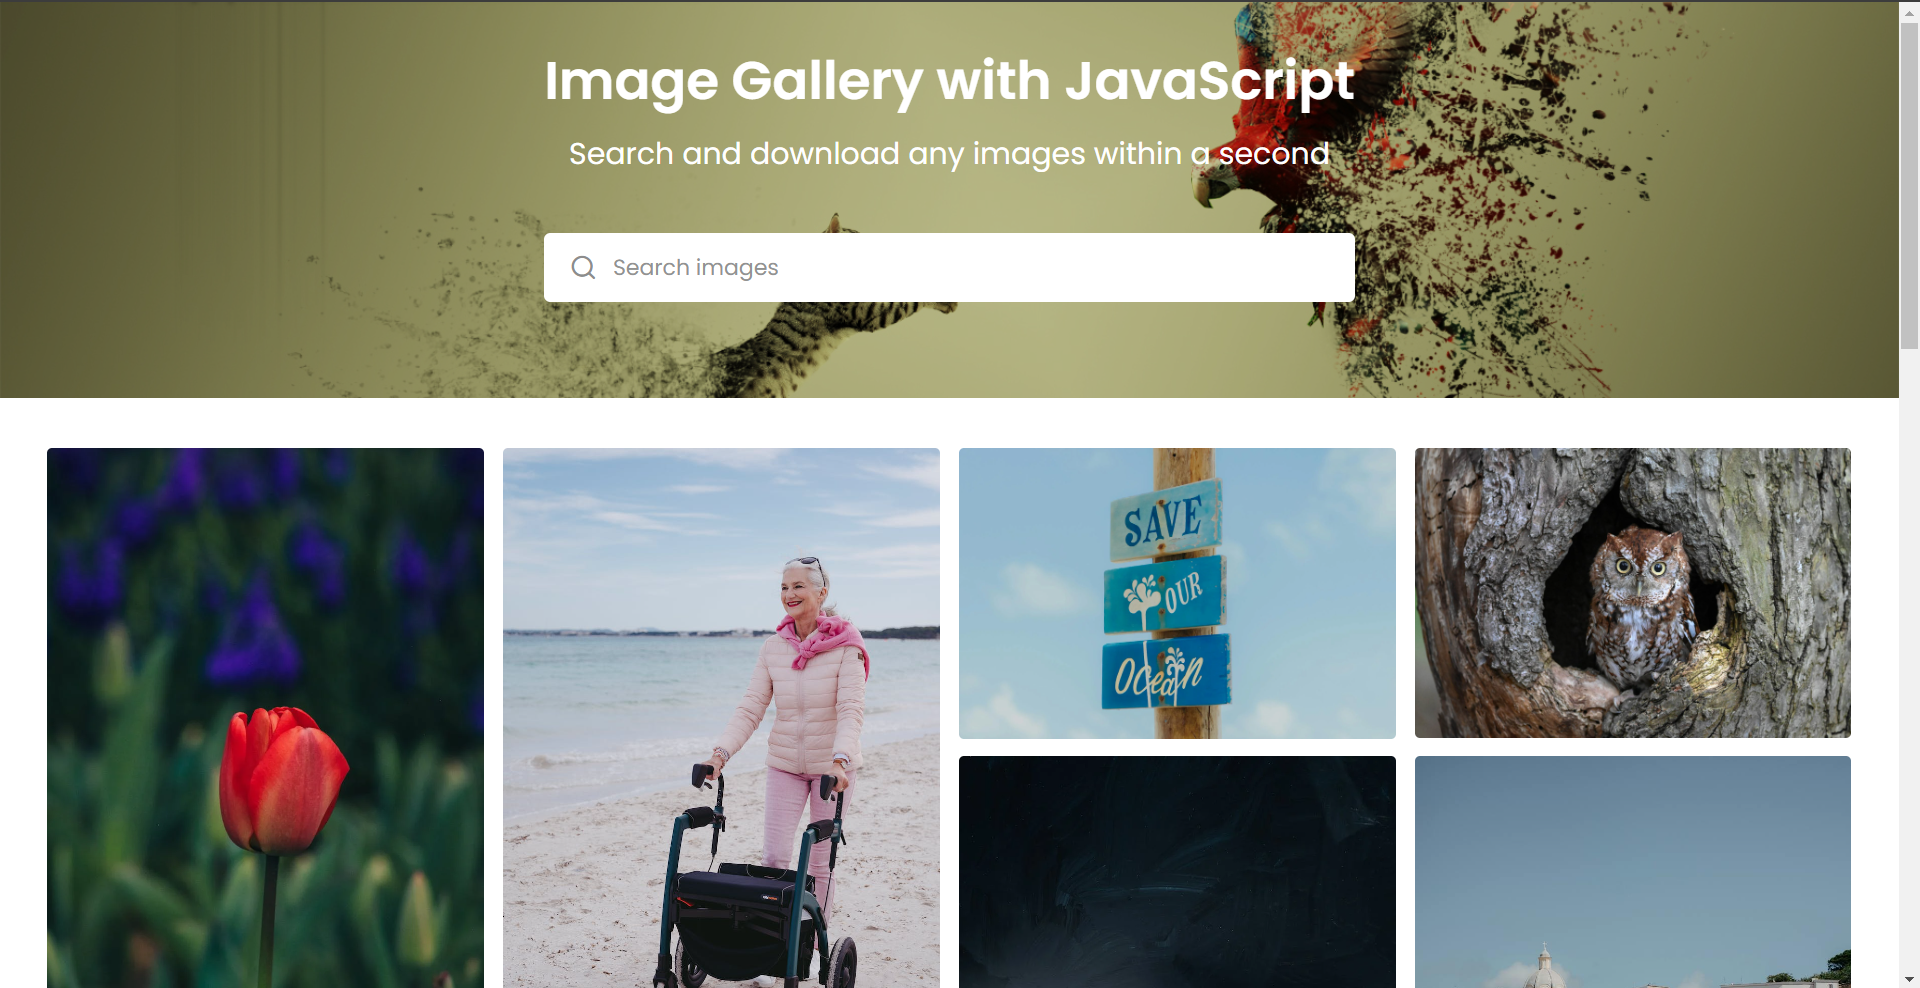 Image Gallery with JavaScript
Search and download any images within a second
Search images
SAVE
OUR
Ocean